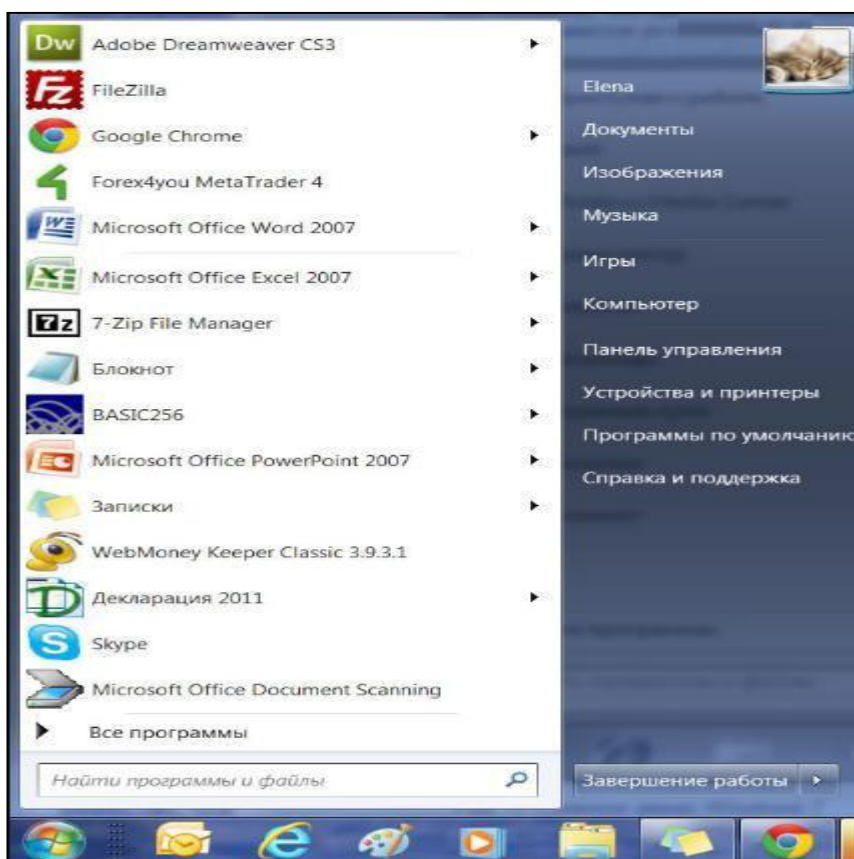 Adobe Dreamweaver CS3
FileZilla
Google Chrome
Forex4you MetaTrader 4
Microsoft Office Word 2007
Microsoft Office Excel 2007
7-Zip File Manager
Блокнот
BASIC256
Microsoft Office PowerPoint 2007
Записки
WebMoney Keeper Classic 3.9.3.1
Декларация 2011
Skype
Microsoft Office Document Scanning
Все программы
Найти программы и файлы
Elena
Документы
Изображения
Музыка
Игры
Компьютер
Панель управления
Устройства и принтеры
Программы по умолчанию
Справка и поддержка
Завершение работы